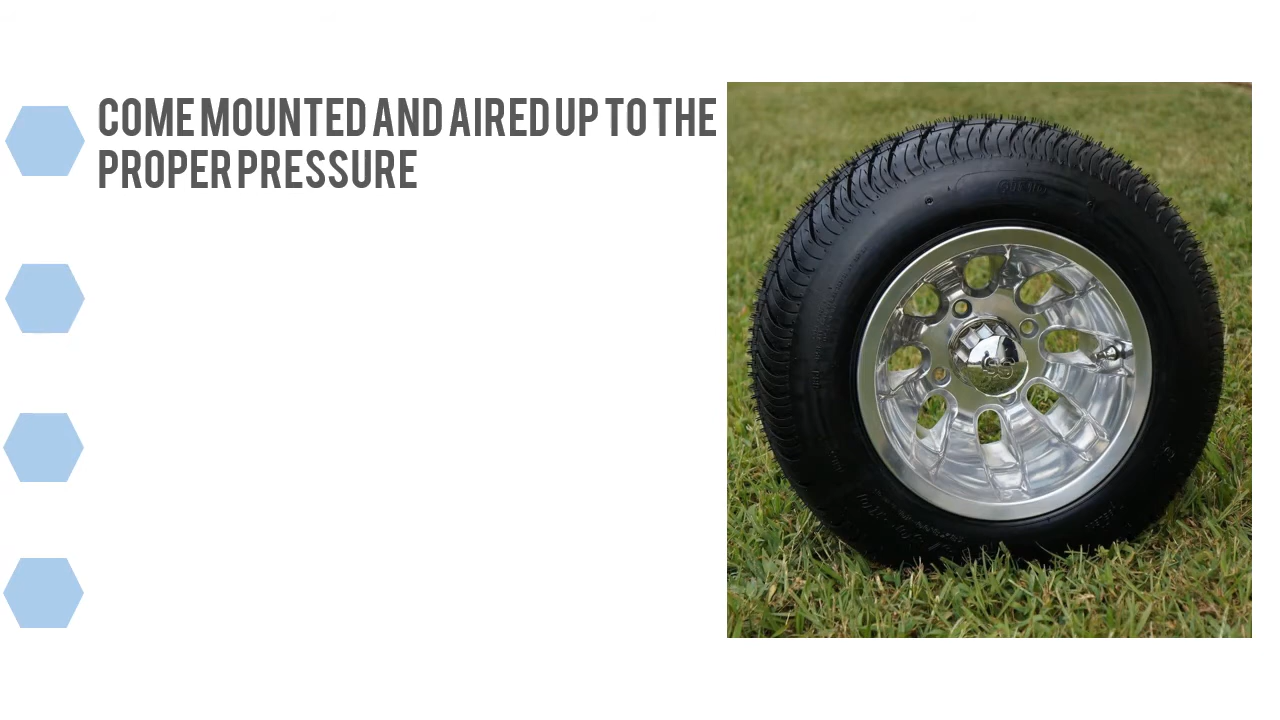 COME MOUNTED AND AIRED UP TO THE
PROPER PRESSURE